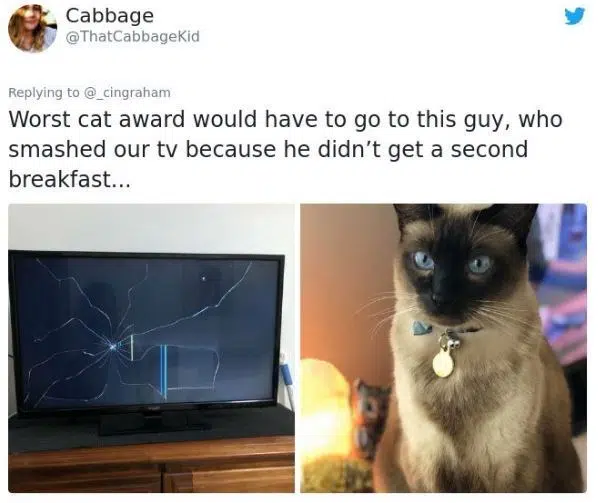 Cabbage
@ThatCabbageKid
Replying to @_cingraham
Worst cat award would have to go to this guy, who
smashed our tv because he didn’t get a second
breakfast...